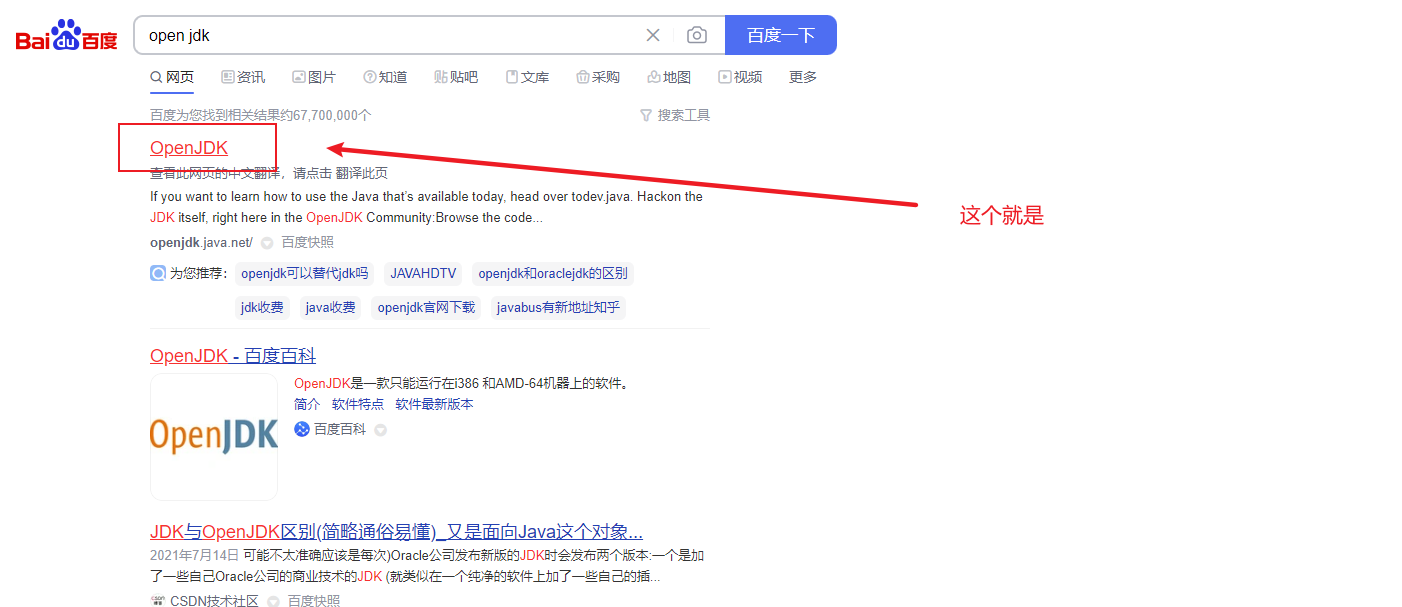 Bai du 百度
open jdk
百度一下
网页 资讯 图片 知道 贴吧 文库 采购 地图 视频 更多
百度为您找到相关结果约67,700,000个
搜索工具
OpenJDK
查看此网页的中文翻译，请点击 翻译此页
If you want to learn how to use the Java that's available today, head over todev.java. Hackon the
JDK itself, right here in the OpenJDK Community:Browse the code...
openjdk.java.net/ 百度快照
这个就是
为您推荐： openjdk可以替代jdk吗 JAVAHDTV openjdk和oraclejdk的区别
jdk收费 java收费 openjdk官网下载 javabus有新地址知乎
OpenJDK - 百度百科
OpenJDK是一款只能运行在i386 和AMD-64机器上的软件。
简介 软件特点 软件最新版本
百度百科
OpenJDK
JDK与OpenJDK区别(简略通俗易懂)_又是面向Java这个对象...
2021年7月14日 可能不太准确应该是每次)Oracle公司发布新版的JDK时会发布两个版本:一个是加
了一些自己Oracle公司的商业技术的JDK (就类似在一个纯净的软件上加了一些自己的插...
CSDN技术社区 百度快照